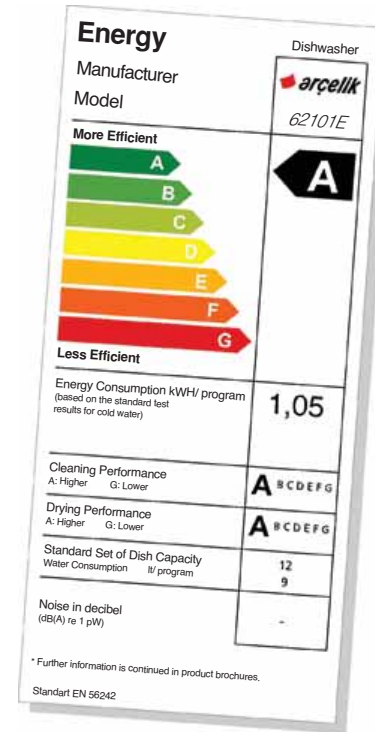 Energy
Dishwasher
Manufacturer
arçelik
Model
62101E
More Efficient
A
A
B
C
D
E
F
G
Less Efficient
Energy Consumption kWH/ program
(based on the standard test
results for cold water)
1,05
Cleaning Performance
A: Higher G: Lower
A B C D E F G
Drying Performance
A: Higher G: Lower
A B C D E F G
Standard Set of Dish Capacity
12
Water Consumption lt/ program
9
Noise in decibel
(dB(A) re 1 pW)
-
* Further information is continued in product brochures.
Standart EN 56242